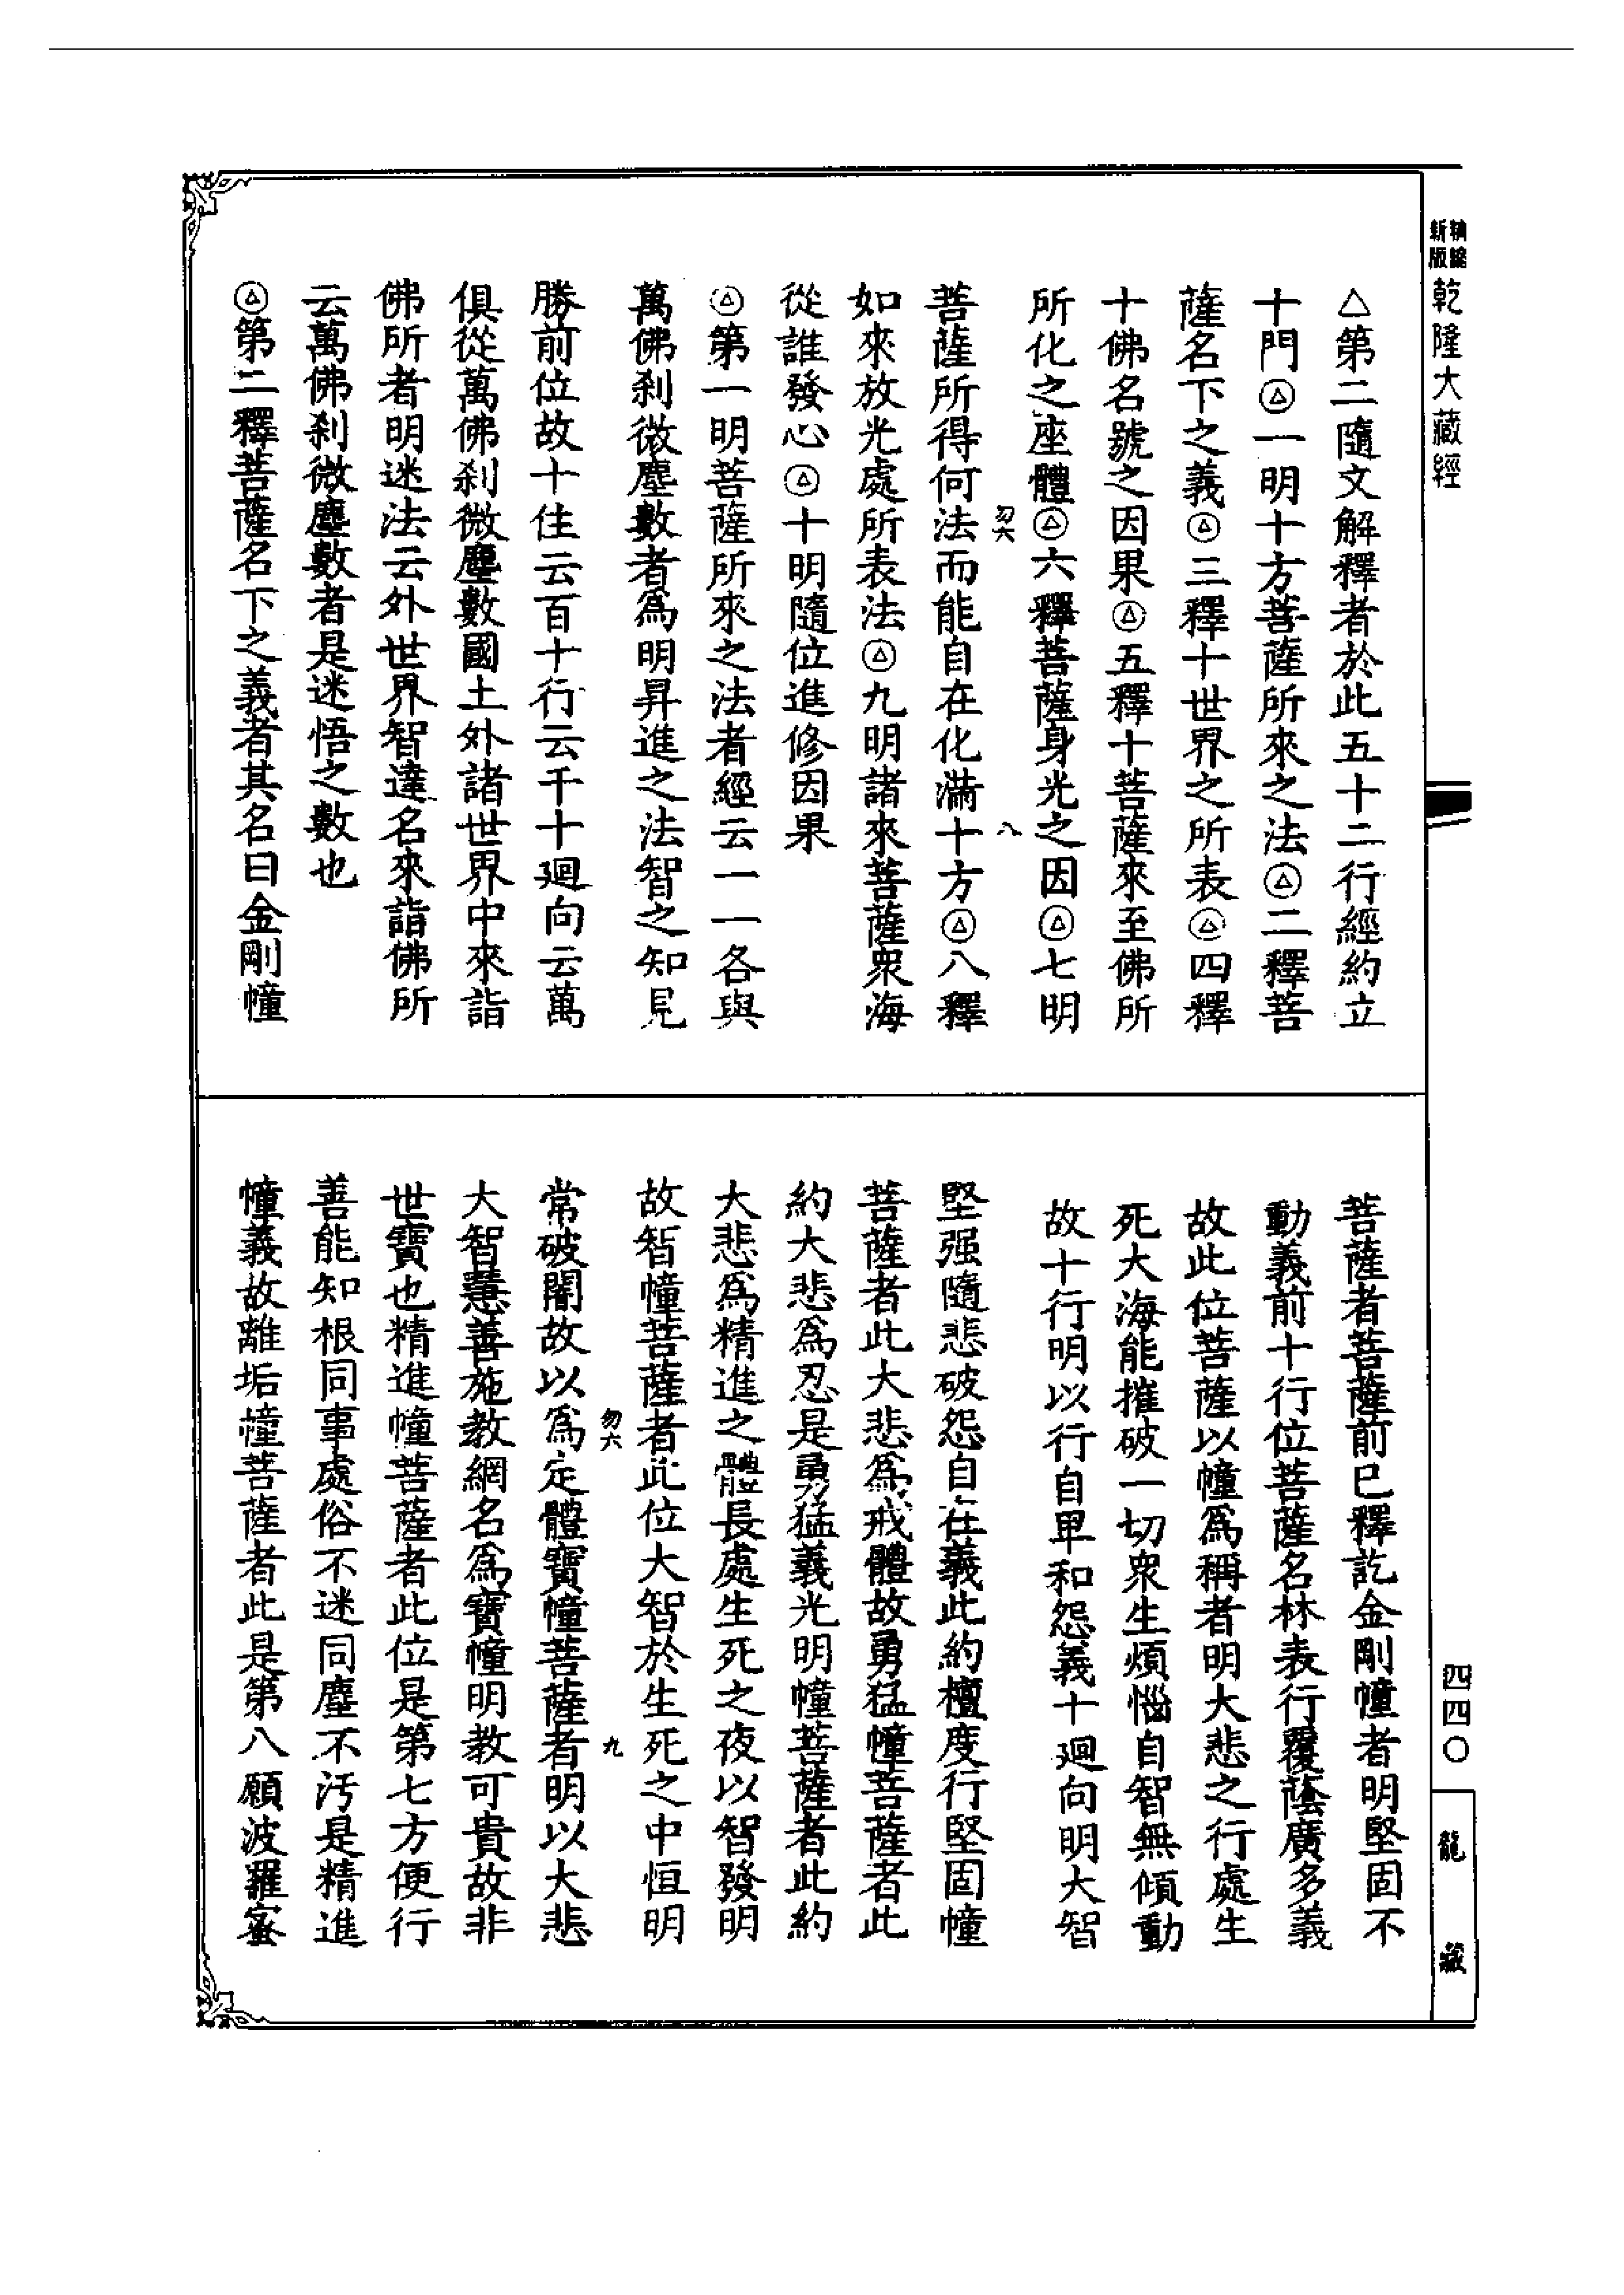 精縮
新版
乾隆大藏經
△第二隨文解釋者於此五十二行經約立
十門㊀一明十方菩薩所來之法㊀二釋菩
薩名下之義㊀三釋十世界之所表㊀四釋
十佛名號之因果㊀五釋十菩薩來至佛所
所化之座體㊀六釋菩薩身光之因㊀七明
勿六
八
菩薩所得何法而能自在化滿十方㊀八釋
如來放光處所表法㊀九明諸來菩薩衆海
從誰發心㊀十明隨位進修因果
㊀第一明菩薩所來之法者經云一一各與
萬佛刹微塵數者爲明昇進之法智之知見
勝前位故十住云百十行云千十迴向云萬
俱從萬佛刹微塵數國土外諸世界中來詣
佛所者明迷法云外世界智達名來詣佛所
云萬佛刹微塵數者是迷悟之數也
㊀第二釋菩薩名下之義者其名曰金剛幢
菩薩者菩薩前已釋訖金剛幢者明堅固不
動義前十行位菩薩名林表行覆蔭廣多義
故此位菩薩以幢爲稱者明大悲之行處生
死大海能摧破一切衆生煩惱自智無傾動
故十行明以行自卑和怨義十迴向明大智
堅强隨悲破怨自在義此約檀度行堅固幢
菩薩者此大悲爲戒體故勇猛幢菩薩者此
約大悲爲忍是勇猛義光明幢菩薩者此約
大悲爲精進之體長處生死之夜以智發明
故智幢菩薩者此位大智於生死之中恒明
勿六
九
常破闇故以爲定體寶幢菩薩者明以大悲
大智慧善施教網名爲寶幢明教可貴故非
世寶也精進幢菩薩者此位是第七方便行
善能知根同事處俗不迷同塵不汚是精進
幢義故離垢幢菩薩者此是第八願波羅蜜
四四〇
龍藏